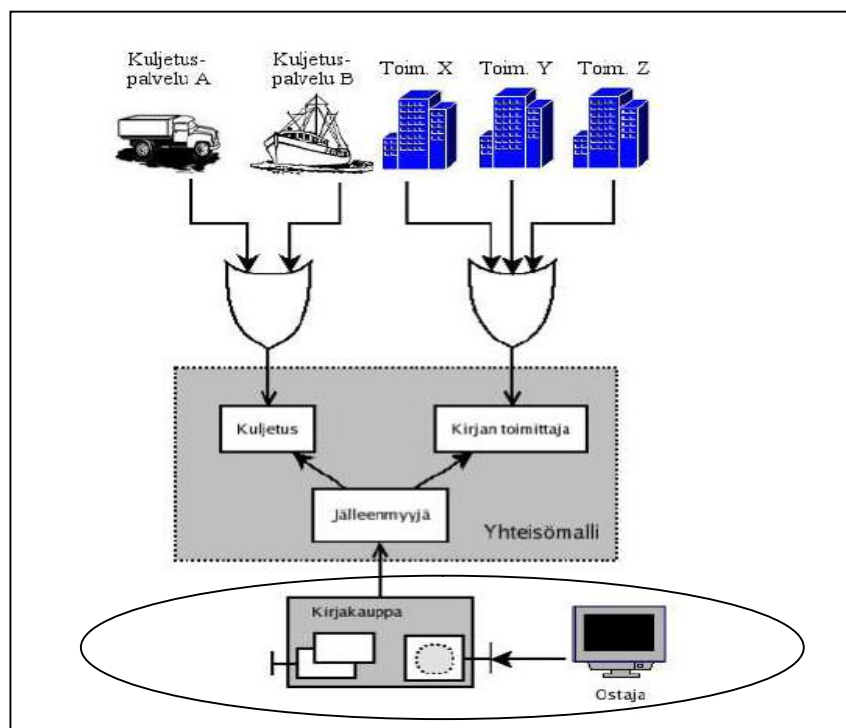 Kuljetus-
palvelu A
Kuljetus-
palvelu B
Toim. X
Toim. Y
Toim. Z
Kuljetus
Kirjan toimittaja
Jälleenmyyjä
Yhteisömalli
Kirjakauppa
Ostaja